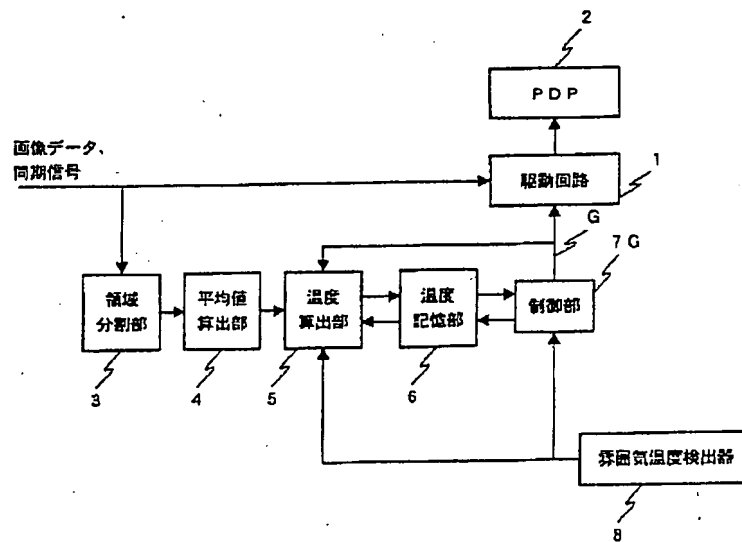 2
PDP
画像データ、
同期信号
駆動回路
1
G
7G
領域
分割部
平均値
算出部
温度
算出部
温度
記憶部
制御部
3
4
5
6
雰囲気温度検出器
8